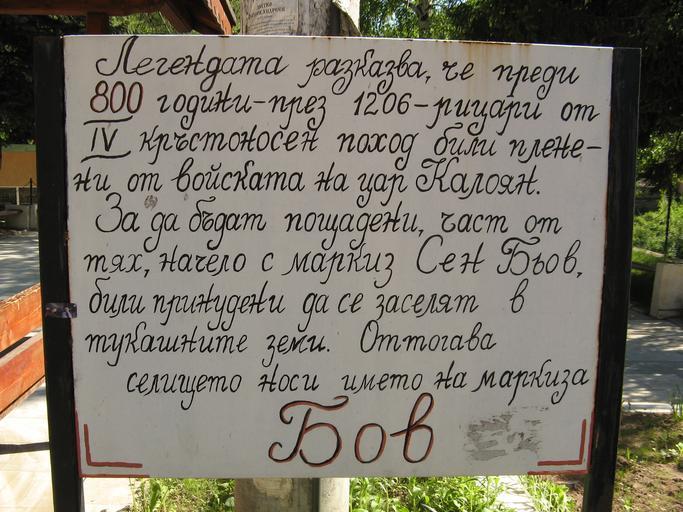 Легендата разказва, че преди
800 години-през 1206-рицари от
IV кръстоносен поход били плене-
ни от войската на цар Калоян.
За да бъдат пощадени, част от
тях, начело с маркиз Сен Бьов,
били принудени да се заселят в
тукашните земи. Оттогава
селището носи името на маркиза
Бов